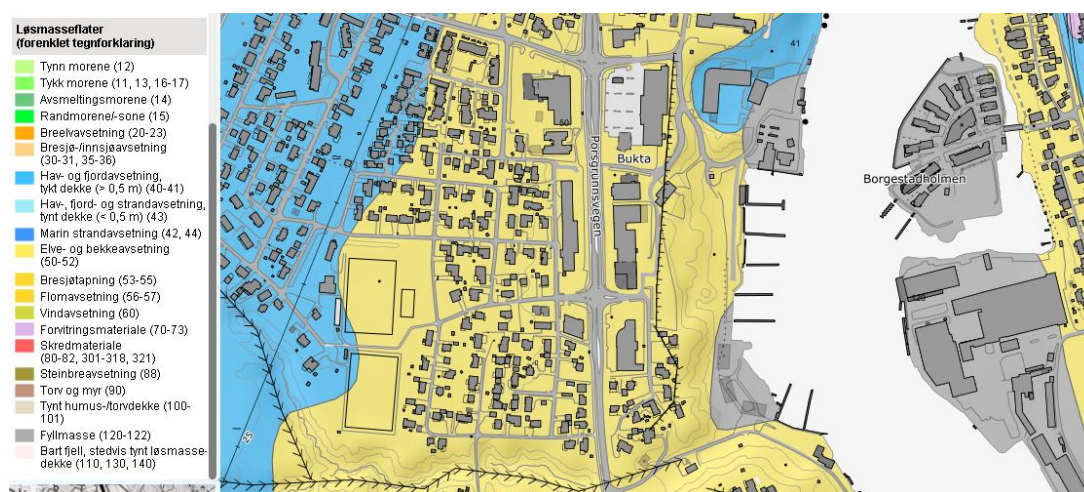 Løsmasseflater
(forenklet tegnforklaring)
Tynn morene (12)
Tykk morene (11, 13, 16-17)
Avsmeltingsmorene (14)
Randmorene/-sone (15)
Breelvavsetning (20-23)
Bresjø-/innsjøavsetning
(30-31, 35-36)
Hav- og fjordavsetning,
tykt dekke (> 0,5 m) (40-41)
Hav-, fjord- og strandavsetning,
tynt dekke (< 0,5 m) (43)
Marin strandavsetning (42, 44)
Elve- og bekkeavsetning
(50-52)
Bresjøtapning (53-55)
Flomavsetning (56-57)
Vindavsetning (60)
Forvitringsmateriale (70-73)
Skredmateriale
(80-82, 301-318, 321)
Steinbreavsetning (88)
Torv og myr (90)
Tynt humus-/torvdekke (100-
101)
Fyllmasse (120-122)
Bart fjell, stedvis tynt løsmasse-
dekke (110, 130, 140)
41
50
Porsgrunnsvegen
Bukta
Borgestadholmen
25